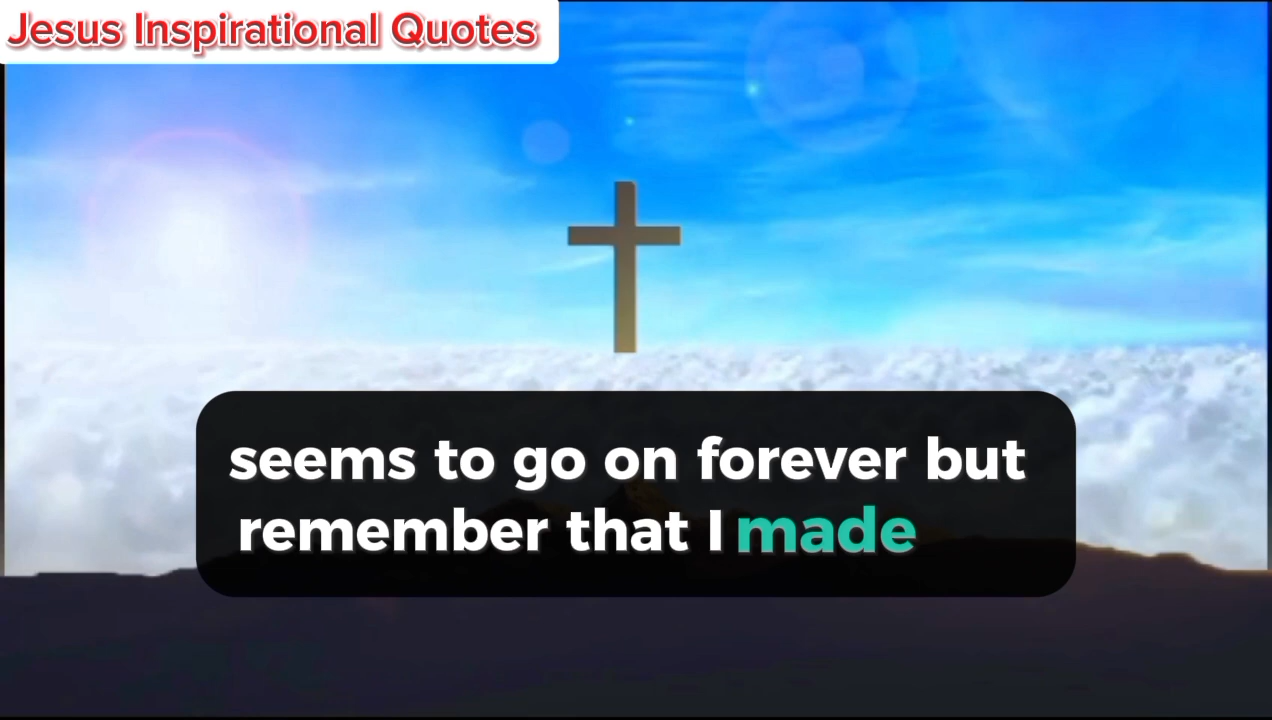 Jesus Inspirational Quotes
seems to go on forever but
remember that I made